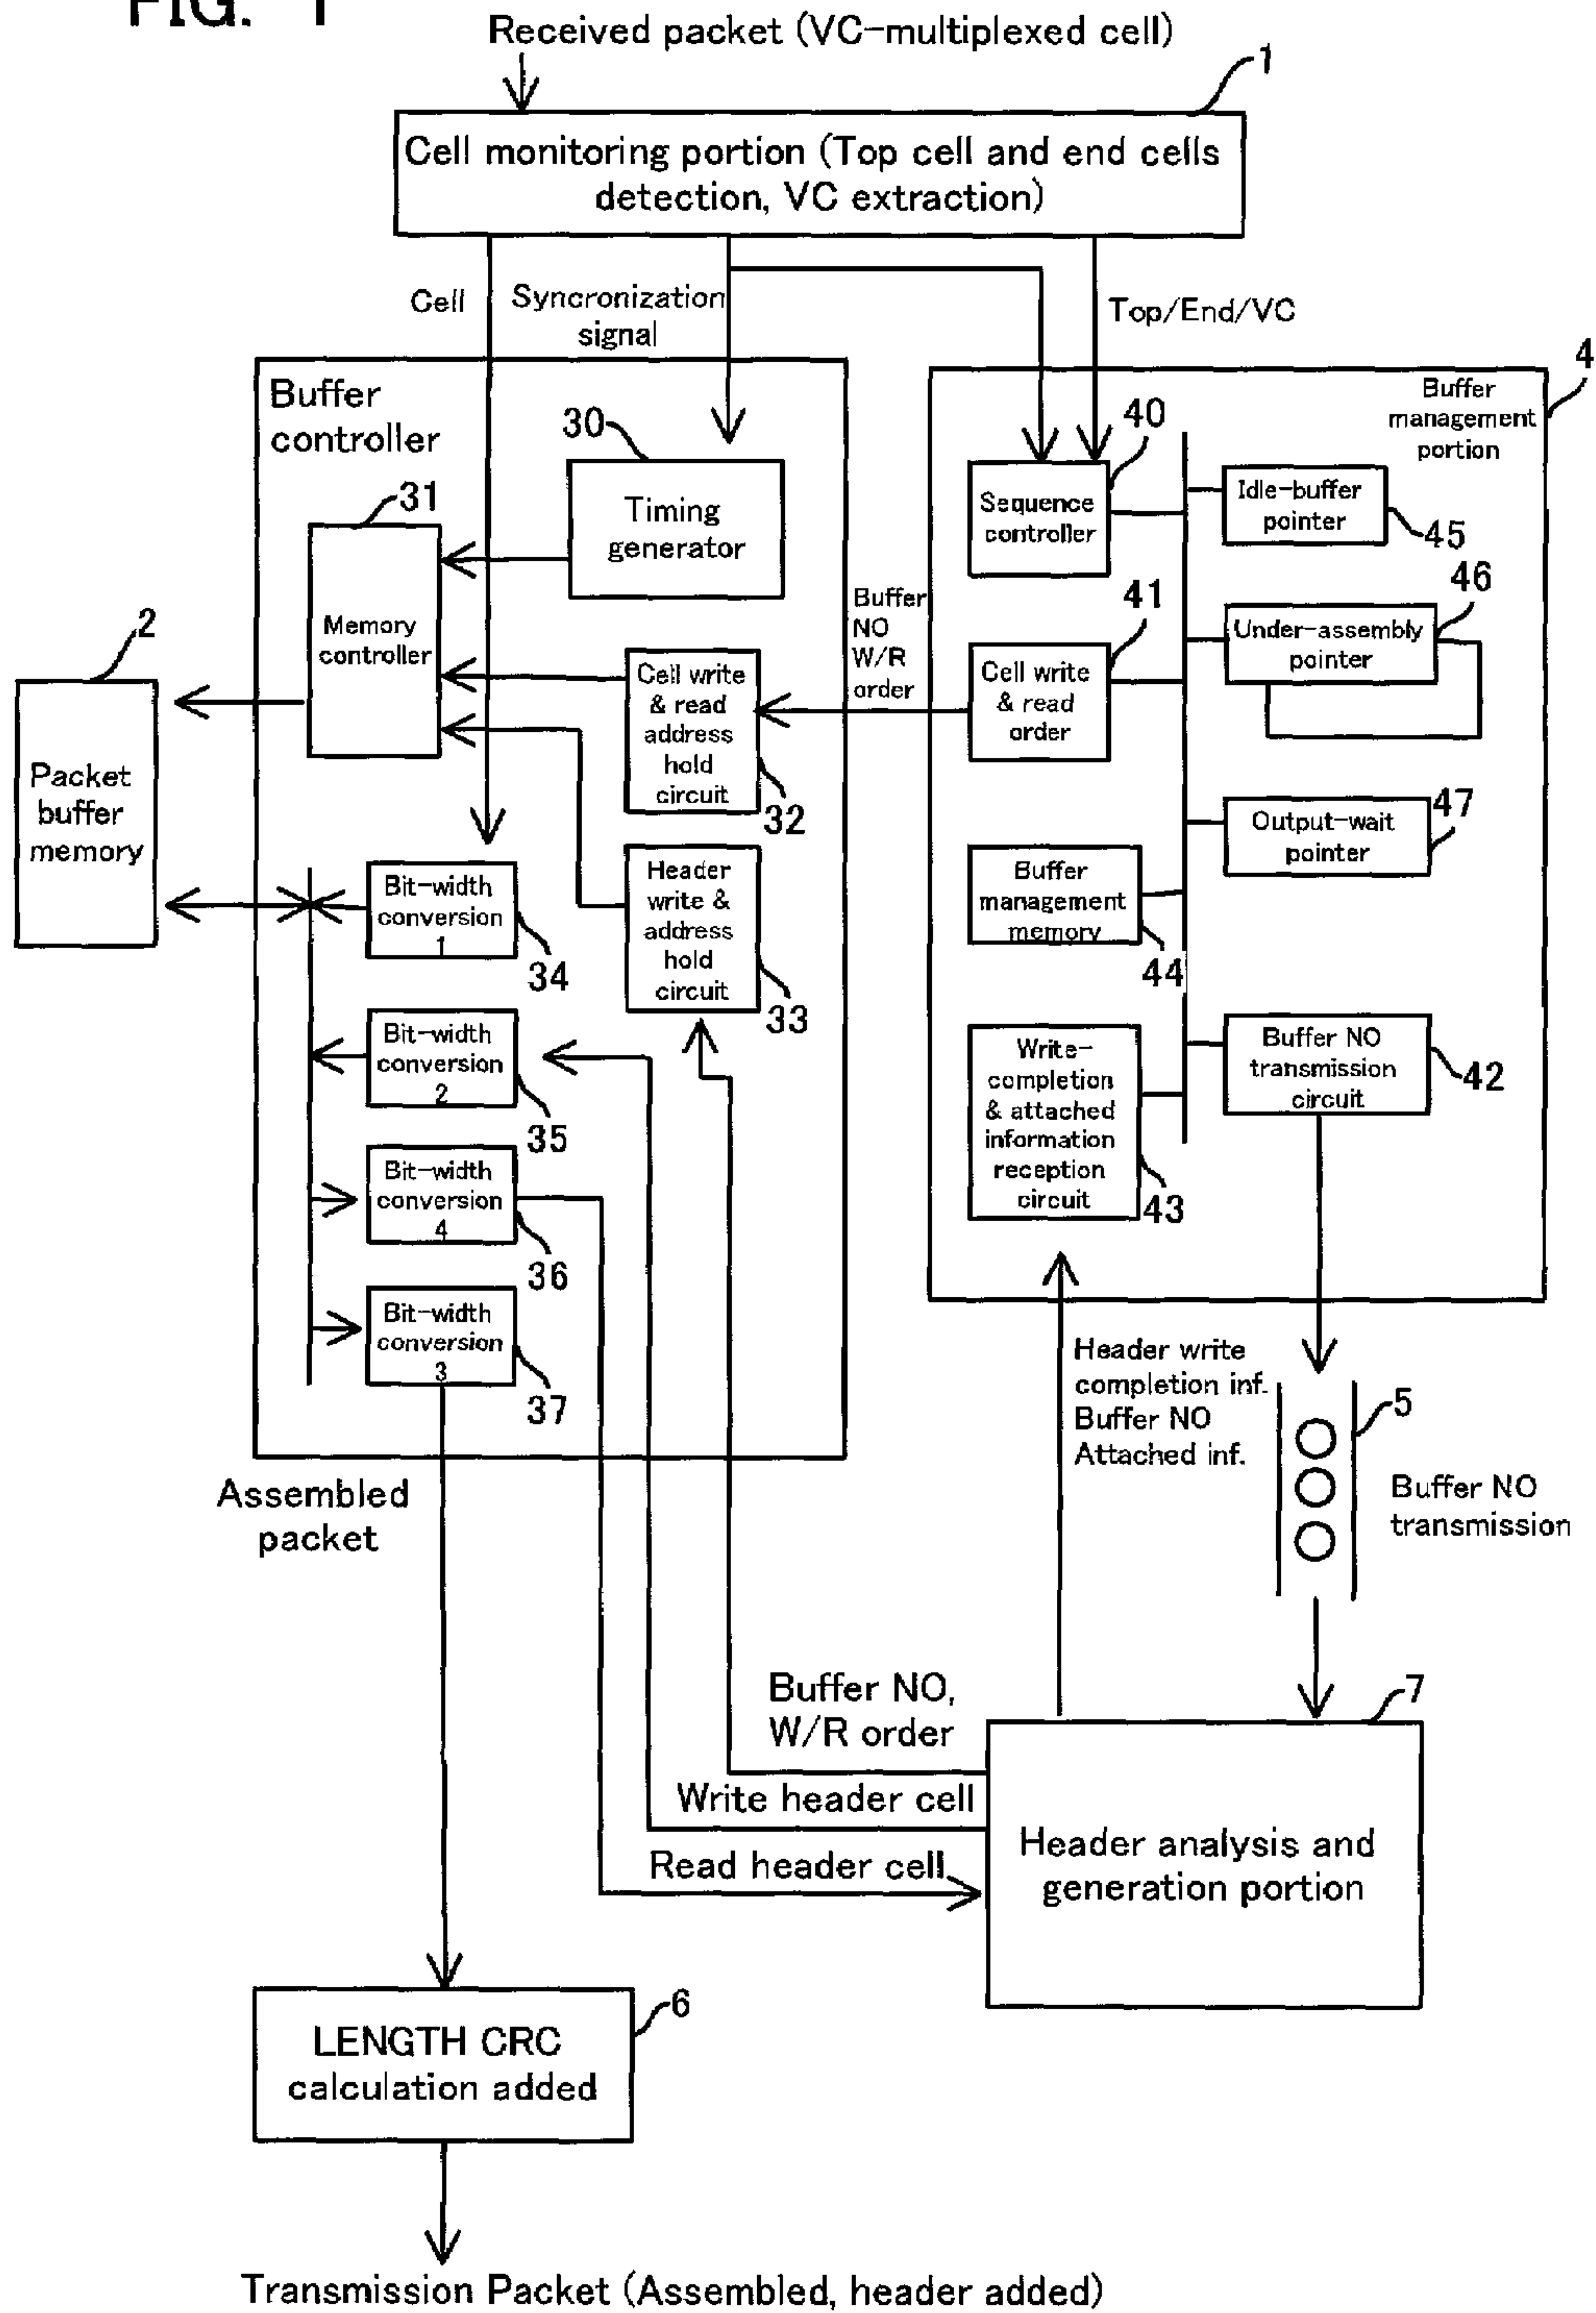 FIG. 1
Received packet (VC-multiplexed cell)
1
Cell monitoring portion (Top cell and end cells
detection, VC extraction)
Cell
Syncronization
signal
Top/End/VC
4
Buffer
management
portion
Buffer
controller
30
Timing
generator
31
Memory
controller
2
Packet
buffer
memory
Cell write
& read
address
hold
circuit
32
Header
write &
address
hold
circuit
33
Bit-width
conversion
1
34
Bit-width
conversion
2
35
Bit-width
conversion
4
36
Bit-width
conversion
3
37
Buffer
NO
W/R
order
40
Sequence
controller
41
Cell write
& read
order
Buffer
management
memory
44
Write-
completion
& attached
information
reception
circuit
43
Idle-buffer
pointer
45
46
Under-assembly
pointer
47
Output-wait
pointer
Buffer NO
transmission
circuit
42
Header write
completion inf.
Buffer NO
Attached inf.
5
Buffer NO
transmission
Assembled
packet
Buffer NO,
W/R order
Write header cell
Read header cell
7
Header analysis and
generation portion
6
LENGTH CRC
calculation added
Transmission Packet (Assembled, header added)